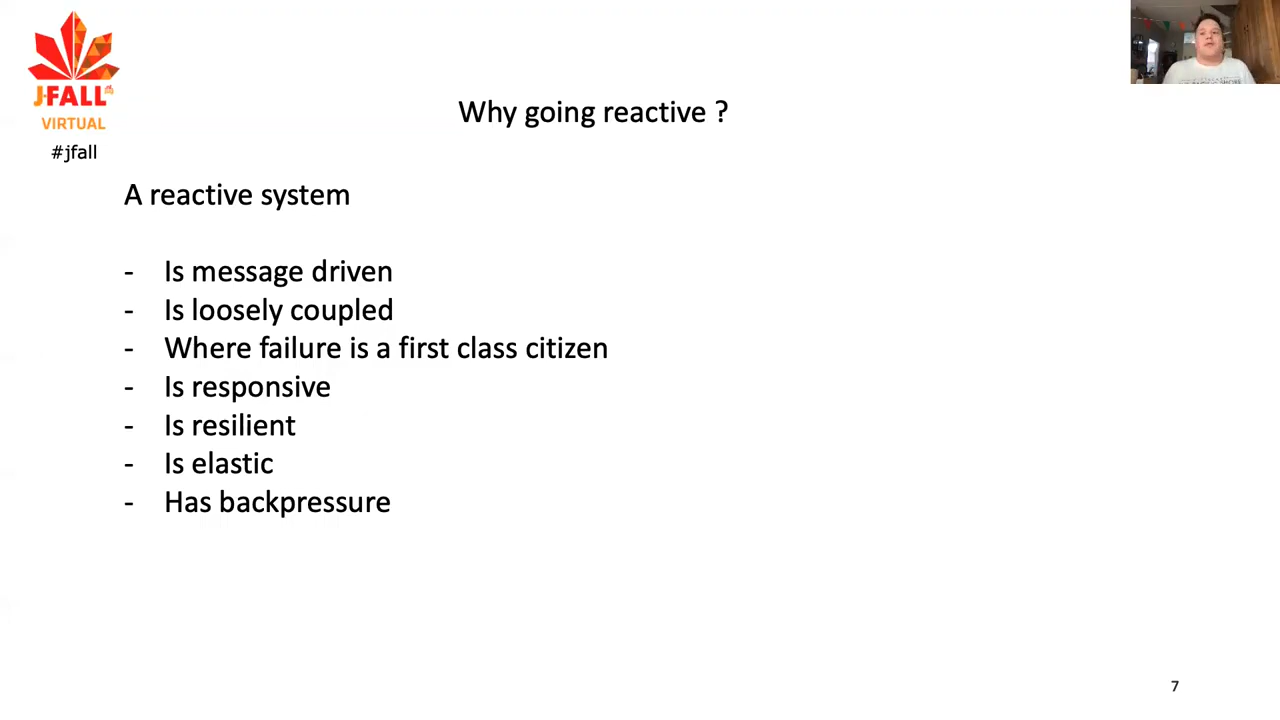 J-FALL
VIRTUAL
#jfall
Why going reactive ?
A reactive system
- Is message driven
- Is loosely coupled
- Where failure is a first class citizen
- Is responsive
- Is resilient
- Is elastic
- Has backpressure
7